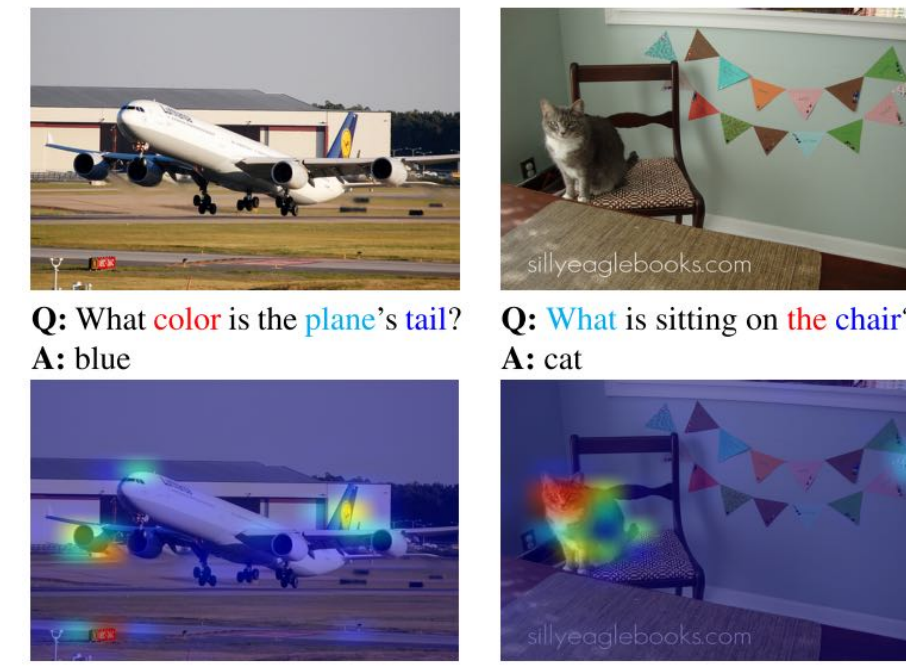 sillyeaglebooks.com
Q: What color is the plane's tail?
A: blue
Q: What is sitting on the chair?
A: cat
sillyeaglebooks.com